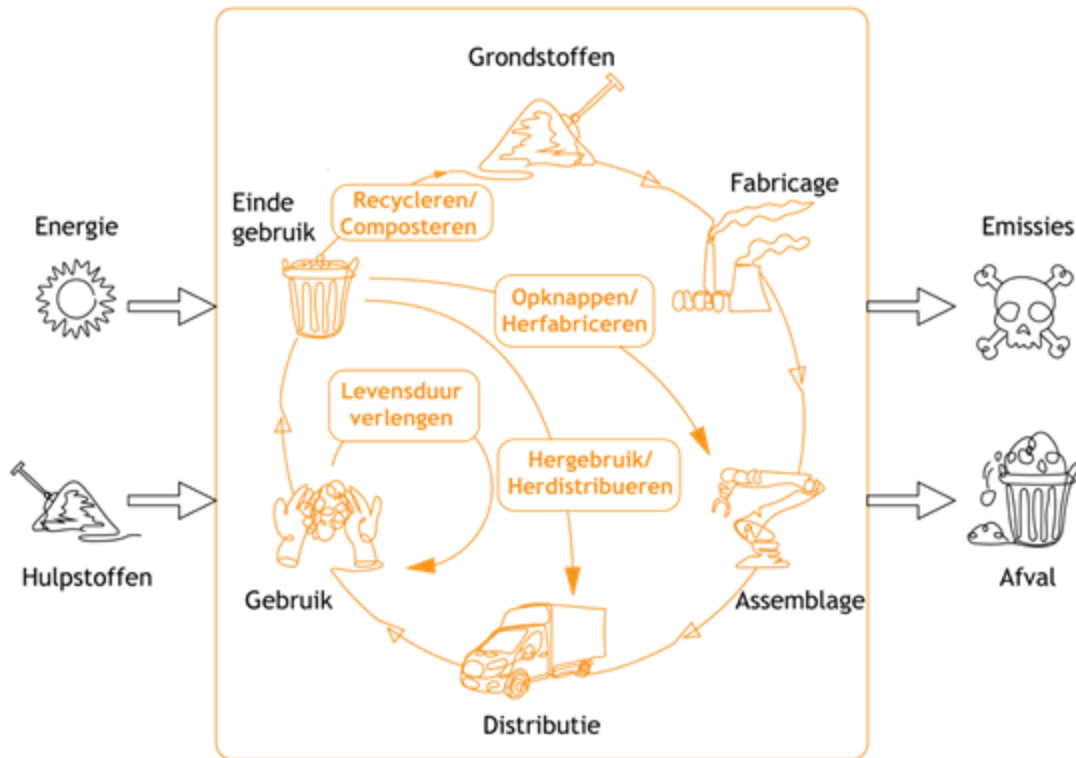 Grondstoffen
Fabricage
Recycleren/
Composteren
Einde
gebruik
Energie
Emissies
Opknappen/
Herfabriceren
Levensduur
verlengen
Hergebruik/
Herdistribueren
Hulpstoffen
Gebruik
Assemblage
Afval
Distributie